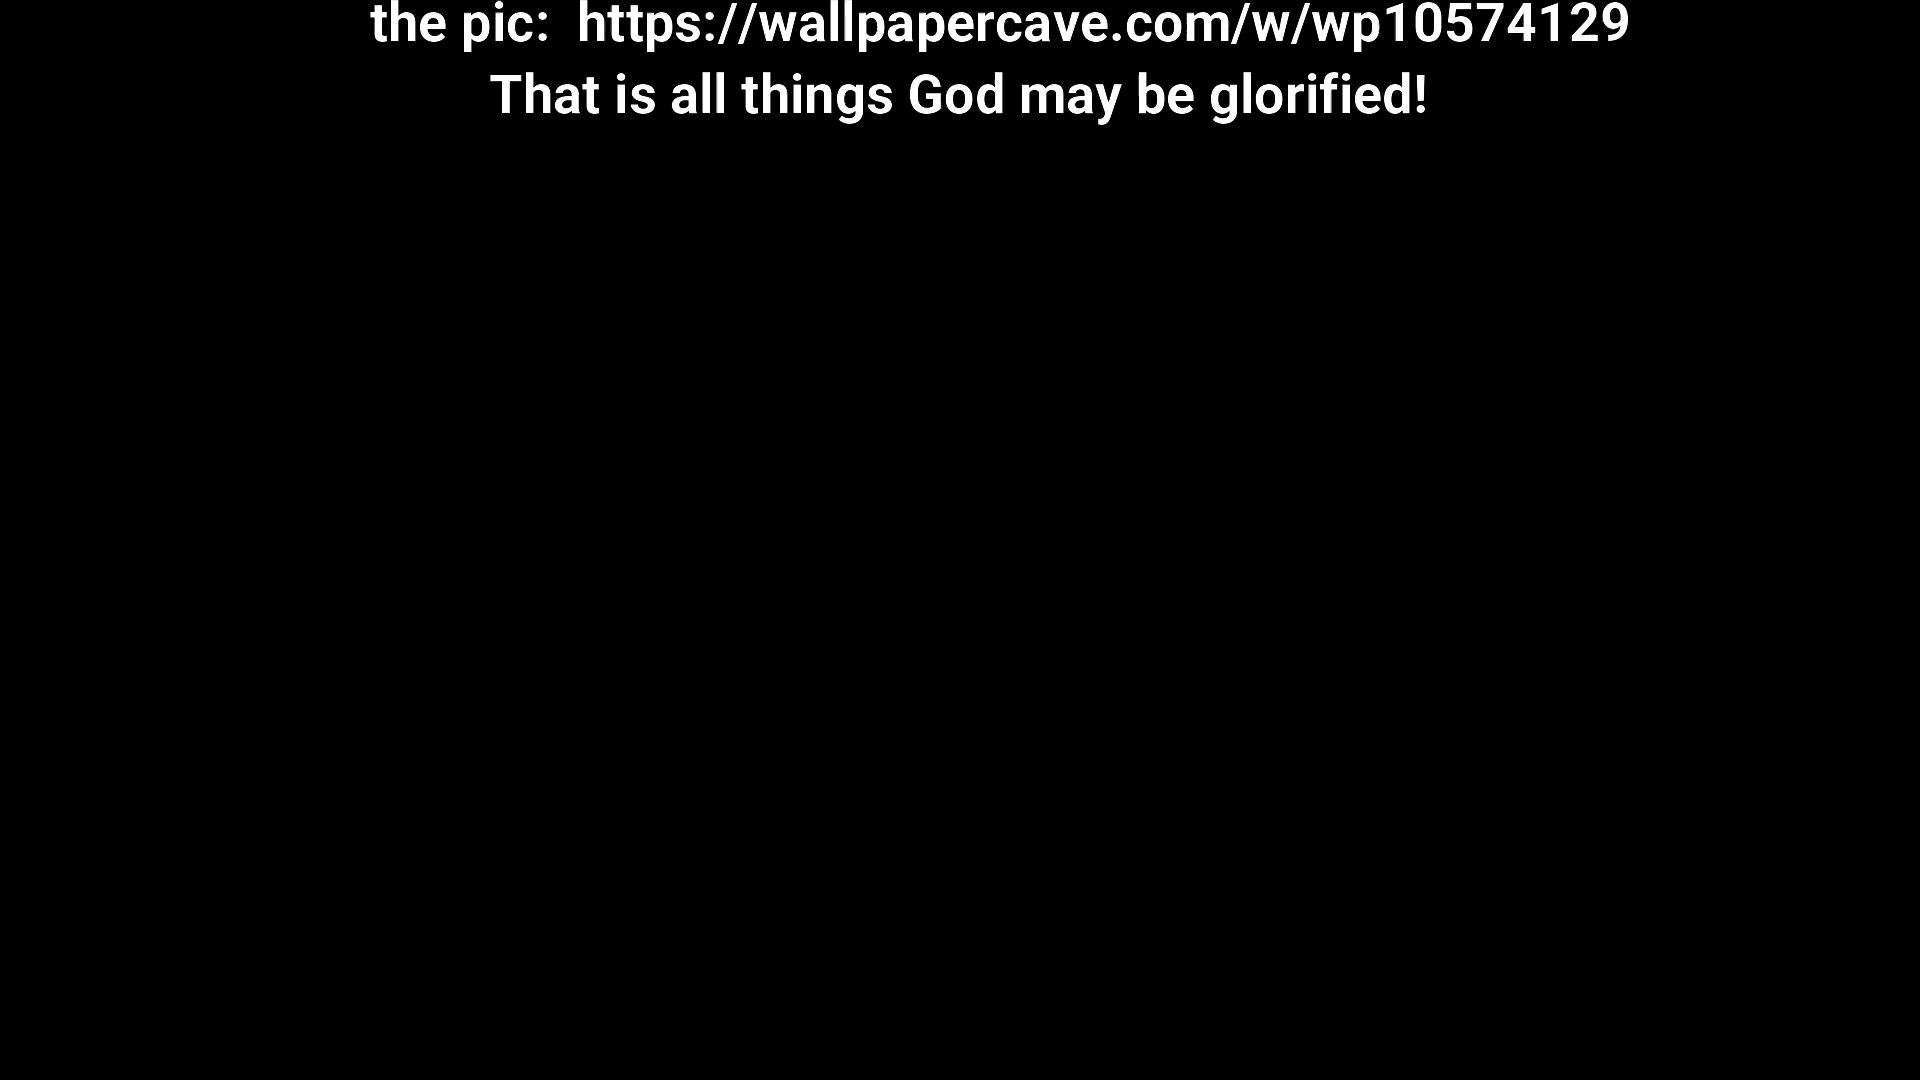 the pic:  https://wallpapercave.com/w/wp10574129
That is all things God may be glorified!